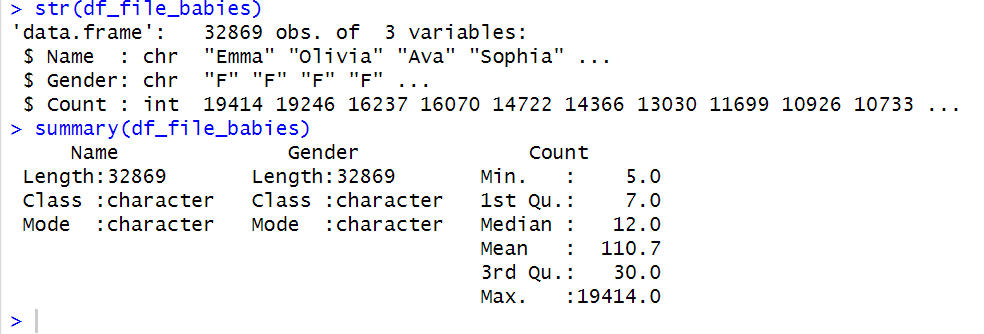 > str(df_file_babies)
'data.frame':   32869 obs. of  3 variables:
 $ Name  : chr  "Emma" "Olivia" "Ava" "Sophia" ...
 $ Gender: chr  "F" "F" "F" "F" ...
 $ Count : int  19414 19246 16237 16070 14722 14366 13030 11699 10926 10733 ...
> summary(df_file_babies)
     Name              Gender              Count        
 Length:32869       Length:32869       Min.   :    5.0  
 Class :character   Class :character   1st Qu.:    7.0  
 Mode  :character   Mode  :character   Median :   12.0  
                                       Mean   :  110.7  
                                       3rd Qu.:   30.0  
                                       Max.   :19414.0  
>